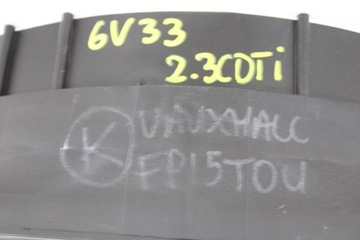 6V33
2.3CDTi
VAUXHALL
K
FP15TOU